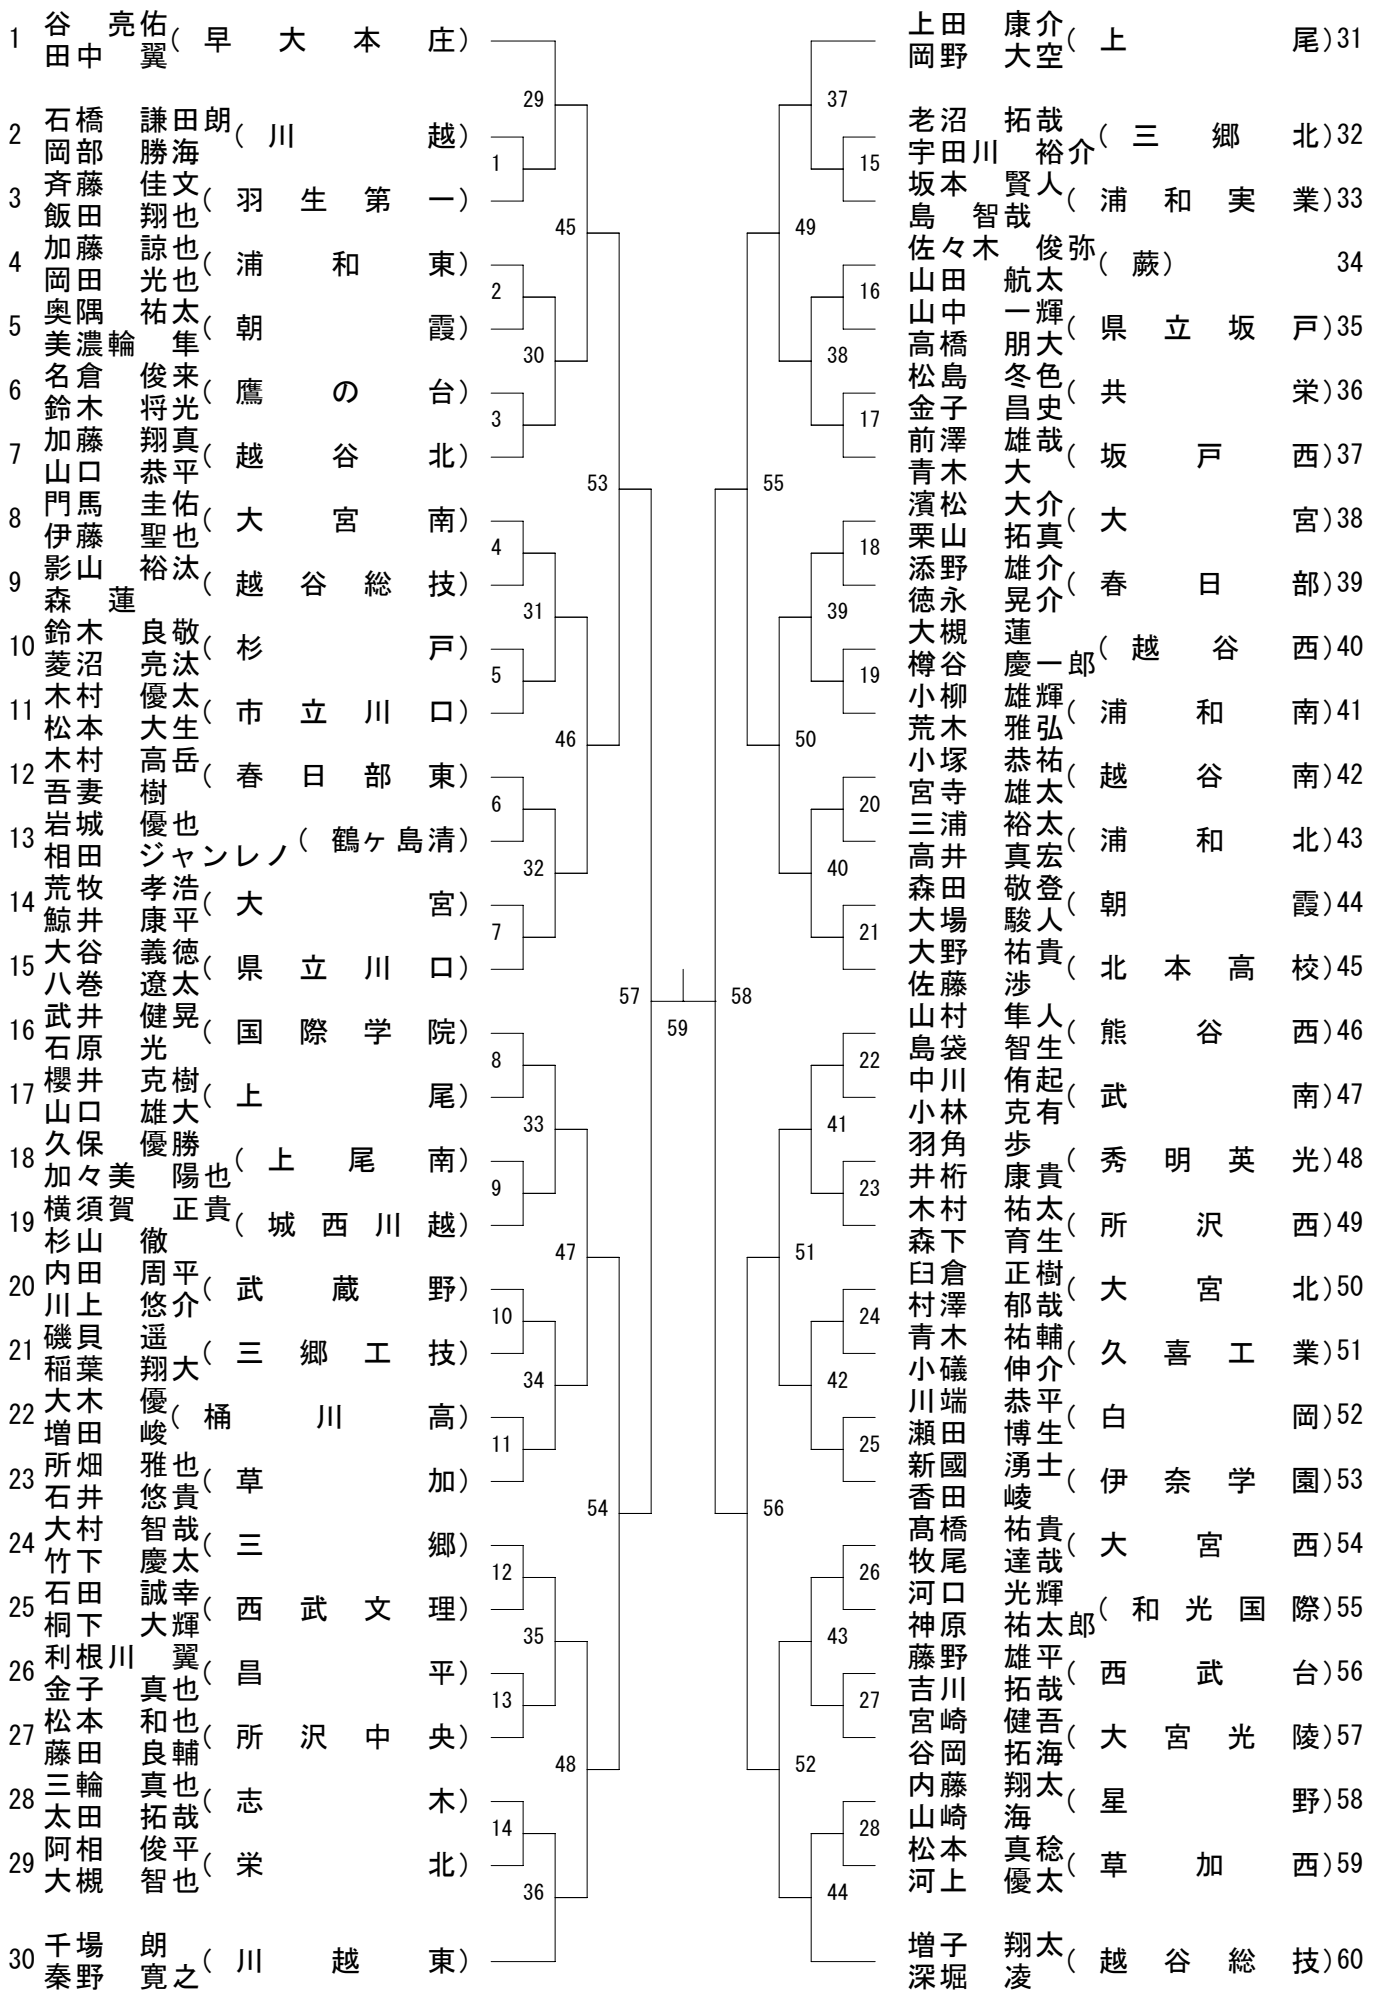 1 谷 亮佑 田中 翼 (早大本庄)
2 石橋 謙田朗 岡部 勝海 (川越)
3 斉藤 佳文 飯田 翔也 (羽生第一)
4 加藤 諒也 岡田 光也 (浦和東)
5 奥隅 祐太 美濃輪 隼 (朝霞)
6 名倉 俊来 鈴木 将光 (鷹の台)
7 加藤 翔真 山口 恭平 (越谷北)
8 門馬 圭佑 伊藤 聖也 (大宮南)
9 影山 裕汰 森 蓮 (越谷総技)
10 鈴木 良敬 菱沼 亮汰 (杉戸)
11 木村 優太 松本 大生 (市立川口)
12 木村 高岳 吾妻 樹 (春日部東)
13 岩城 優也 相田 ジャンレノ (鶴ヶ島清)
14 荒牧 孝浩 鯨井 康平 (大宮)
15 大谷 義徳 八巻 遼太 (県立川口)
16 武井 健晃 石原 光 (国際学院)
17 櫻井 克樹 山口 雄大 (上尾)
18 久保 優勝 加々美 陽也 (上尾南)
19 横須賀 正貴 杉山 徹 (城西川越)
20 内田 周平 川上 悠介 (武蔵野)
21 磯貝 遥 稲葉 翔大 (三郷工技)
22 大木 優 増田 峻 (桶川高)
23 所畑 雅也 石井 悠貴 (草加)
24 大村 智哉 竹下 慶太 (三郷)
25 石田 誠幸 桐下 大輝 (西武文理)
26 利根川 翼 金子 真也 (昌平)
27 松本 和也 藤田 良輔 (所沢中央)
28 三輪 真也 太田 拓哉 (志木)
29 阿相 俊平 大槻 智也 (栄北)
30 千場 朗 秦野 寛之 (川越東)
1
2
3
4
5
6
7
8
9
10
11
12
13
14
29
30
31
32
33
34
35
36
45
46
47
48
53
54
57
59
58
55
56
49
50
51
52
37
38
39
40
41
42
43
44
15
16
17
18
19
20
21
22
23
24
25
26
27
28
上田 康介 岡野 大空 (上尾) 31
老沼 拓哉 宇田川 裕介 (三郷北) 32
坂本 賢人 島 智哉 (浦和実業) 33
佐々木 俊弥 山田 航太 (蕨) 34
山中 一輝 高橋 朋大 (県立坂戸) 35
松島 冬色 金子 昌史 (共栄) 36
前澤 雄哉 青木 大 (坂戸西) 37
濱松 大介 栗山 拓真 (大宮) 38
添野 雄介 徳永 晃介 (春日部) 39
大槻 蓮 樽谷 慶一郎 (越谷西) 40
小柳 雄輝 荒木 雅弘 (浦和南) 41
小塚 恭祐 宮寺 雄太 (越谷南) 42
三浦 裕太 高井 真宏 (浦和北) 43
森田 敬登 大場 駿人 (朝霞) 44
大野 祐貴 佐藤 渉 (北本高校) 45
山村 隼人 島袋 智生 (熊谷西) 46
中川 侑起 小林 克有 (武南) 47
羽角 歩 井桁 康貴 (秀明英光) 48
木村 祐太 森下 育生 (所沢西) 49
臼倉 正樹 村澤 郁哉 (大宮北) 50
青木 祐輔 小礒 伸介 (久喜工業) 51
川端 恭平 瀬田 博生 (白岡) 52
新國 湧士 香田 崚 (伊奈学園) 53
髙橋 祐貴 牧尾 達哉 (大宮西) 54
河口 光輝 神原 祐太郎 (和光国際) 55
藤野 雄平 吉川 拓哉 (西武台) 56
宮崎 健吾 谷岡 拓海 (大宮光陵) 57
内藤 翔太 山崎 海 (星野) 58
松本 真稔 河上 優太 (草加西) 59
増子 翔太 深堀 凌 (越谷総技) 60